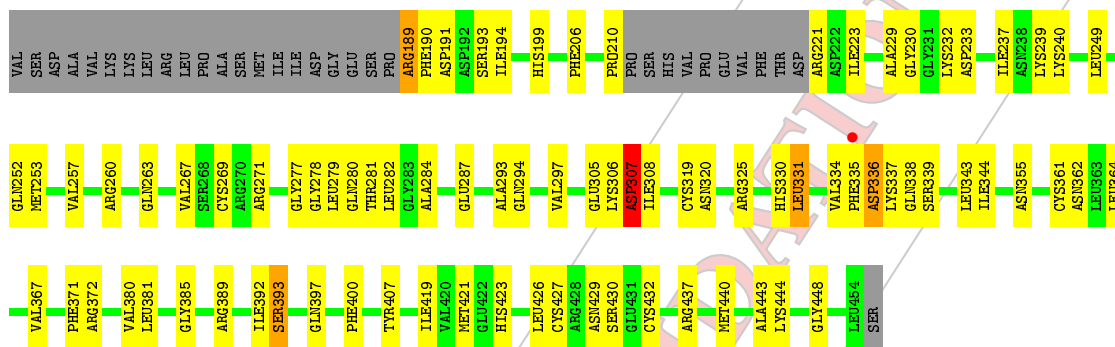 VAL SER ASP ALA VAL LYS LYS LEU ARG LEU PRO ALA SER MET ILE ILE ASP GLY GLU SER PRO ARG189 PHE190 ASP191 ASP192 SER193 ILE194 HIS199 PHE206 PRO210 PRO SER HIS VAL PRO GLU VAL PHE THR ASP ARG221 ASP222 ILE223 ALA229 GLY230 GLY231 LYS232 ASP233 ILE237 ASN238 LYS239 LYS240 LEU249
GLN252 MET253 VAL257 ARG260 GLN263 VAL267 SER268 CYS269 ARG270 ARG271 GLY277 GLY278 LEU279 GLN280 THR281 LEU282 GLY283 ALA284 GLU287 ALA293 GLN294 VAL297 GLU305 LYS306 ASP307 ILE308 CYS319 ASN320 ARG325 HIS330 LEU331 VAL334 PHE335 ASP336 LYS337 GLN338 SER339 LEU343 ILE344 ASN355 CYS361 ASN362 LEU363
VAL367 PHE371 ARG372 VAL380 LEU381 GLY385 ARG389 ILE392 SER393 GLN397 PHE400 TYR407 ILE419 VAL420 MET421 GLU422 HIS423 LEU426 CYS427 ARG428 ASN429 SER430 GLU431 CYS432 ARG437 MET440 ALA443 LYS444 GLY448 LEU454 SER